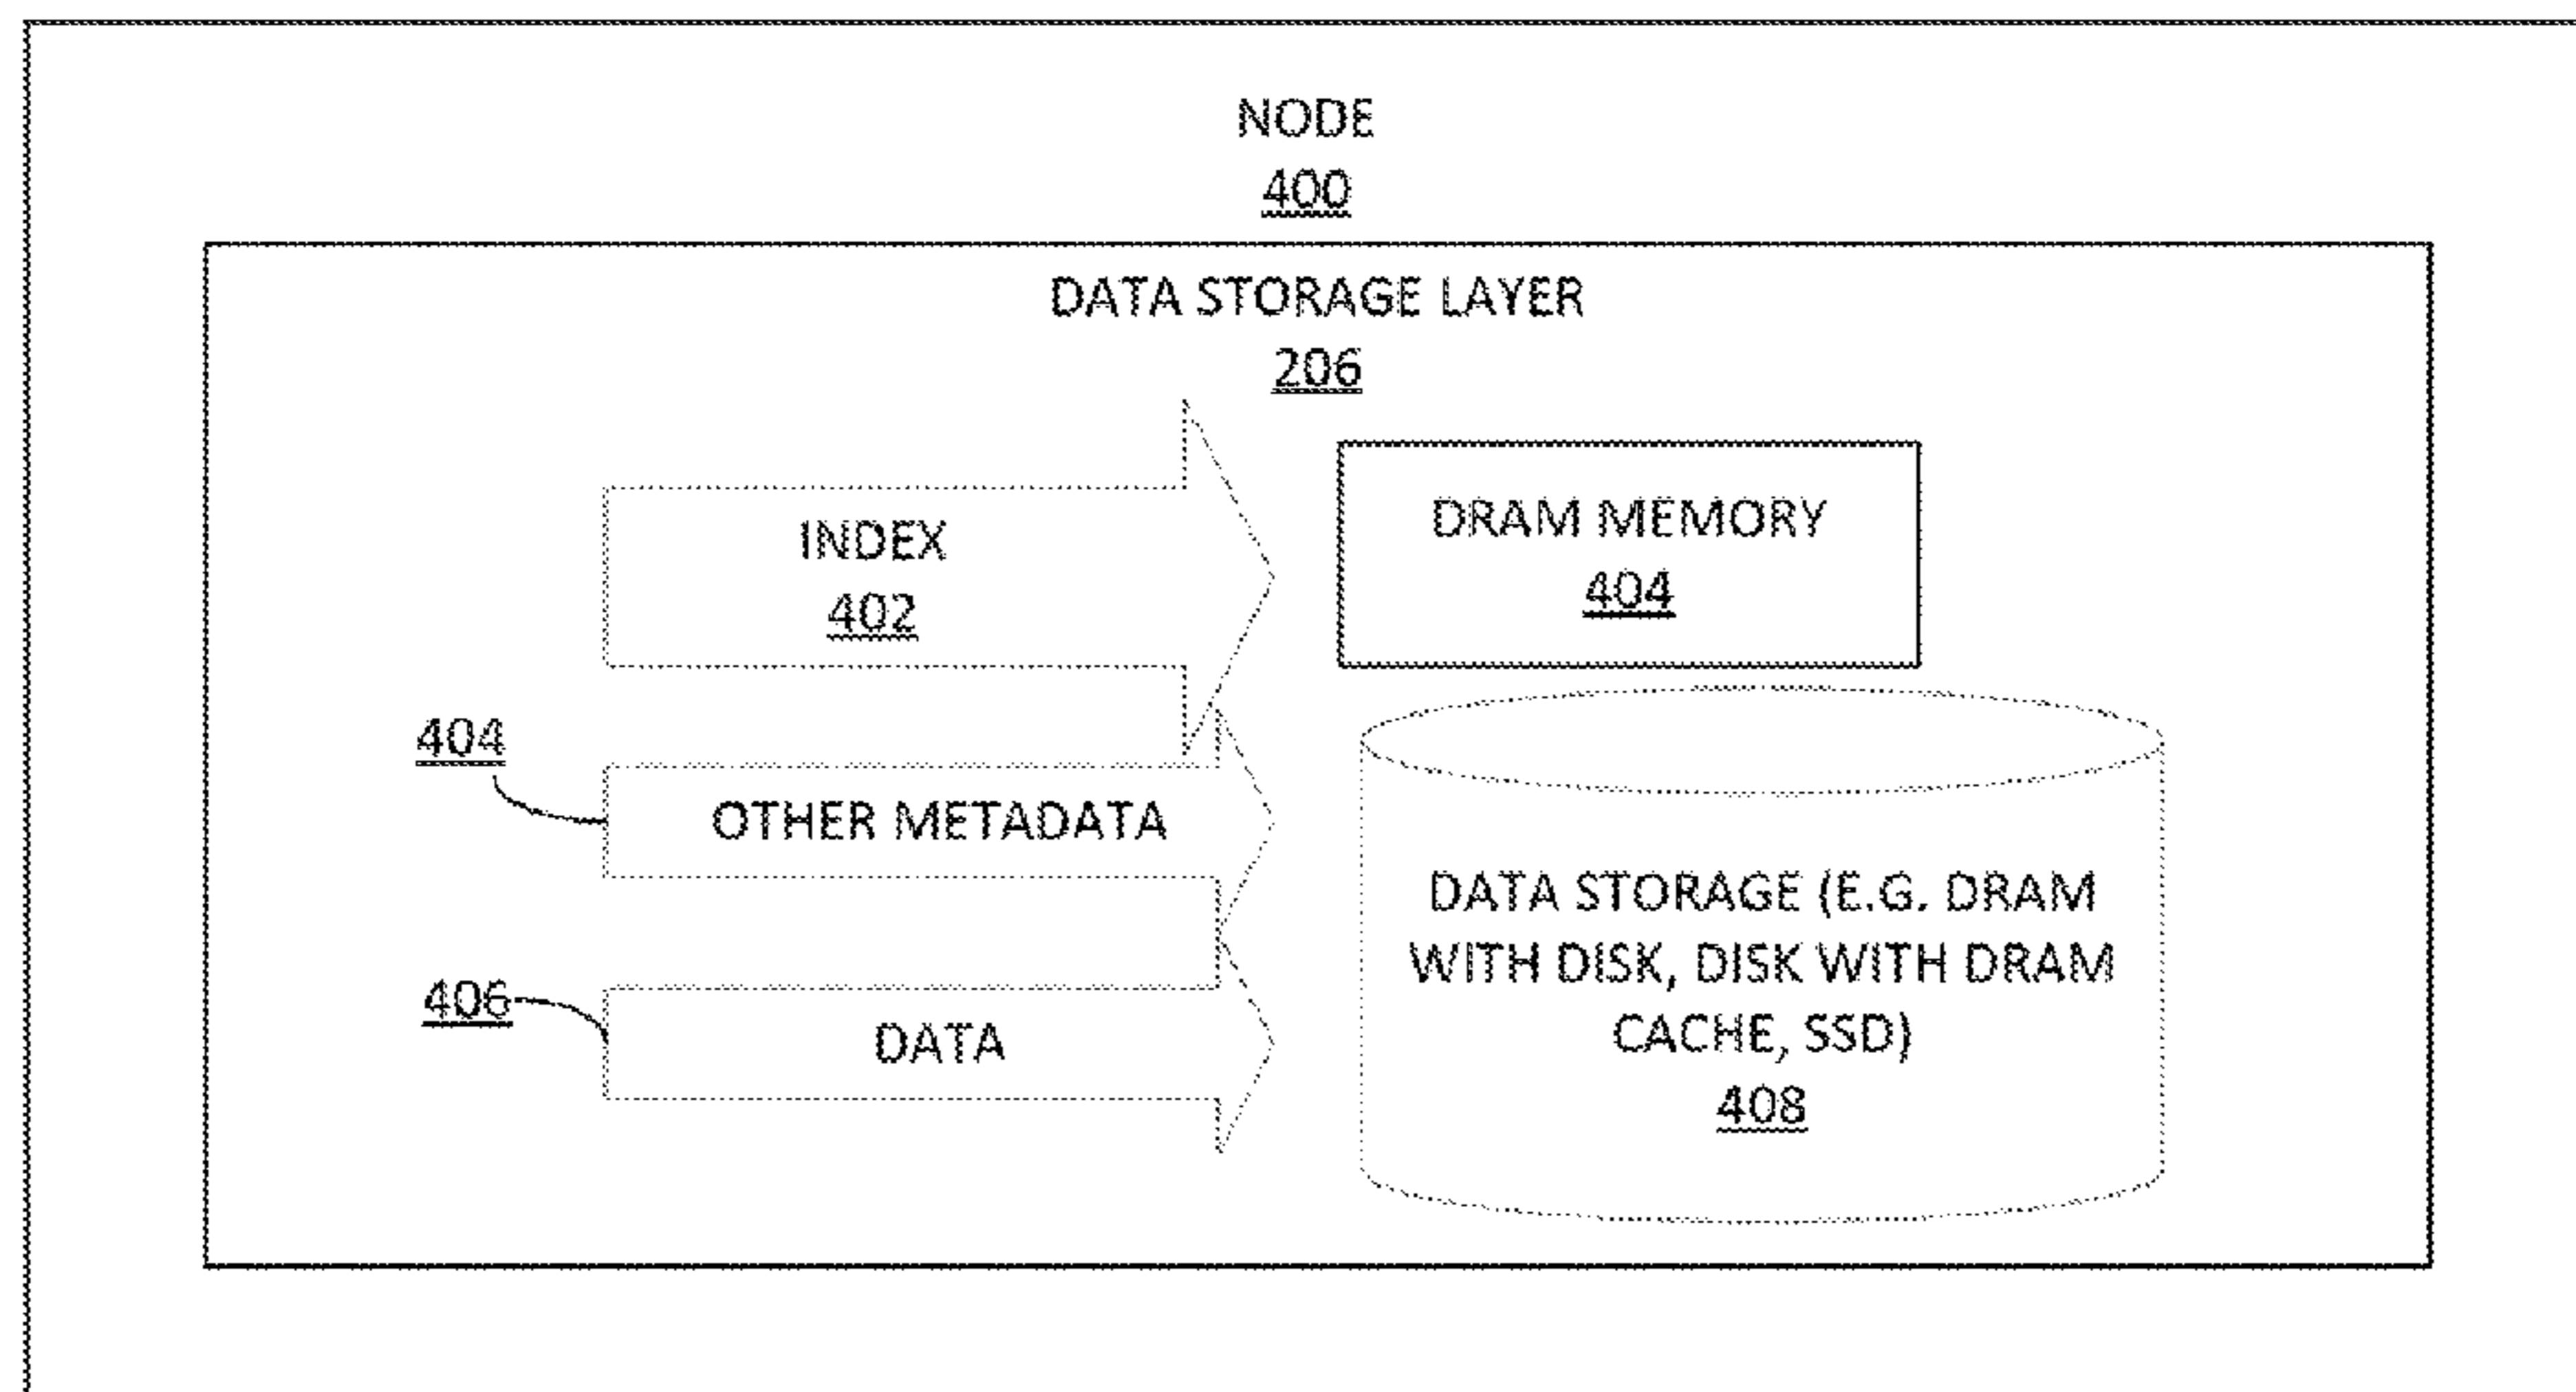 NODE
400
DATA STORAGE LAYER
206
INDEX
402
DRAM MEMORY
404
404
OTHER METADATA
406
DATA
DATA STORAGE (E.G. DRAM
WITH DISK, DISK WITH DRAM
CACHE, SSD)
408